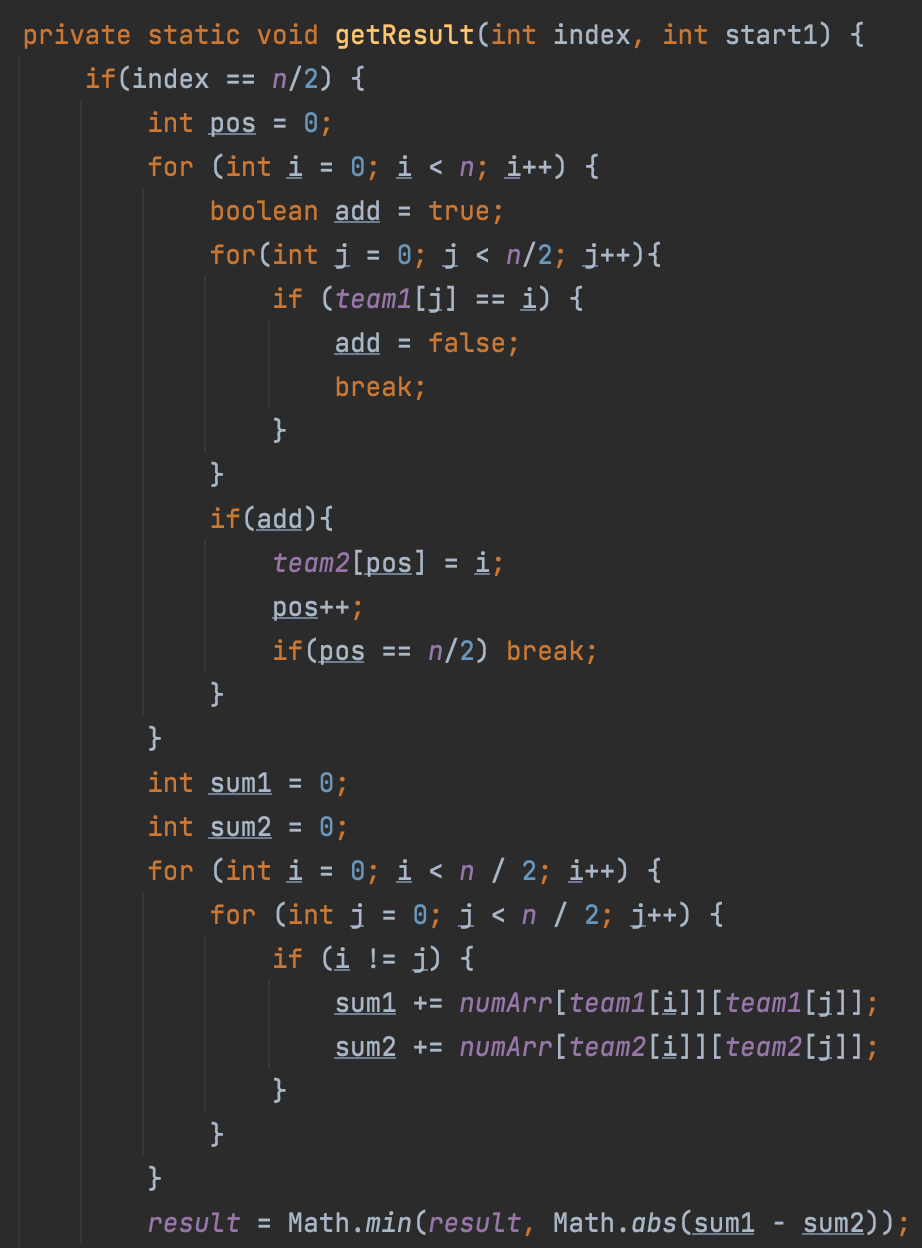 private static void getResult(int index, int start1) {
    if(index == n/2) {
        int pos = 0;
        for (int i = 0; i < n; i++) {
            boolean add = true;
            for(int j = 0; j < n/2; j++){
                if (team1[j] == i) {
                    add = false;
                    break;
                }
            }
            if(add){
                team2[pos] = i;
                pos++;
                if(pos == n/2) break;
            }
        }
        int sum1 = 0;
        int sum2 = 0;
        for (int i = 0; i < n / 2; i++) {
            for (int j = 0; j < n / 2; j++) {
                if (i != j) {
                    sum1 += numArr[team1[i]][team1[j]];
                    sum2 += numArr[team2[i]][team2[j]];
                }
            }
        }
        result = Math.min(result, Math.abs(sum1 - sum2));